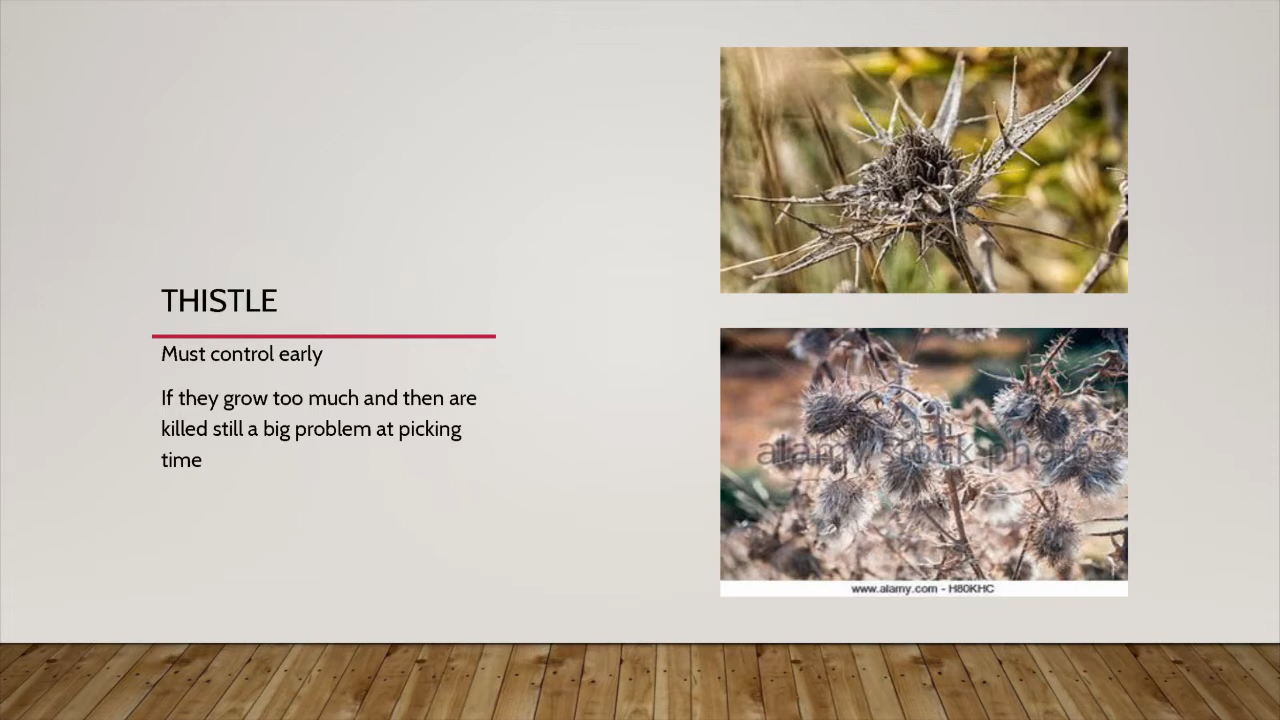 THISTLE
Must control early
If they grow too much and then are
killed still a big problem at picking
time
alamy stock photo
www.alamy.com - H80KHC